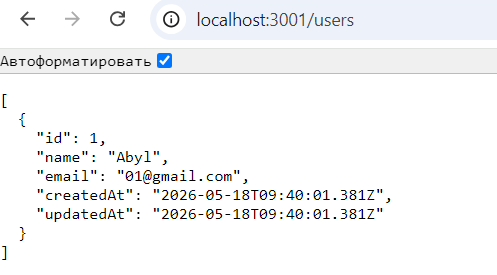 localhost:3001/users
Автоформатировать
[
  {
    "id": 1,
    "name": "Abyl",
    "email": "01@gmail.com",
    "createdAt": "2026-05-18T09:40:01.381Z",
    "updatedAt": "2026-05-18T09:40:01.381Z"
  }
]